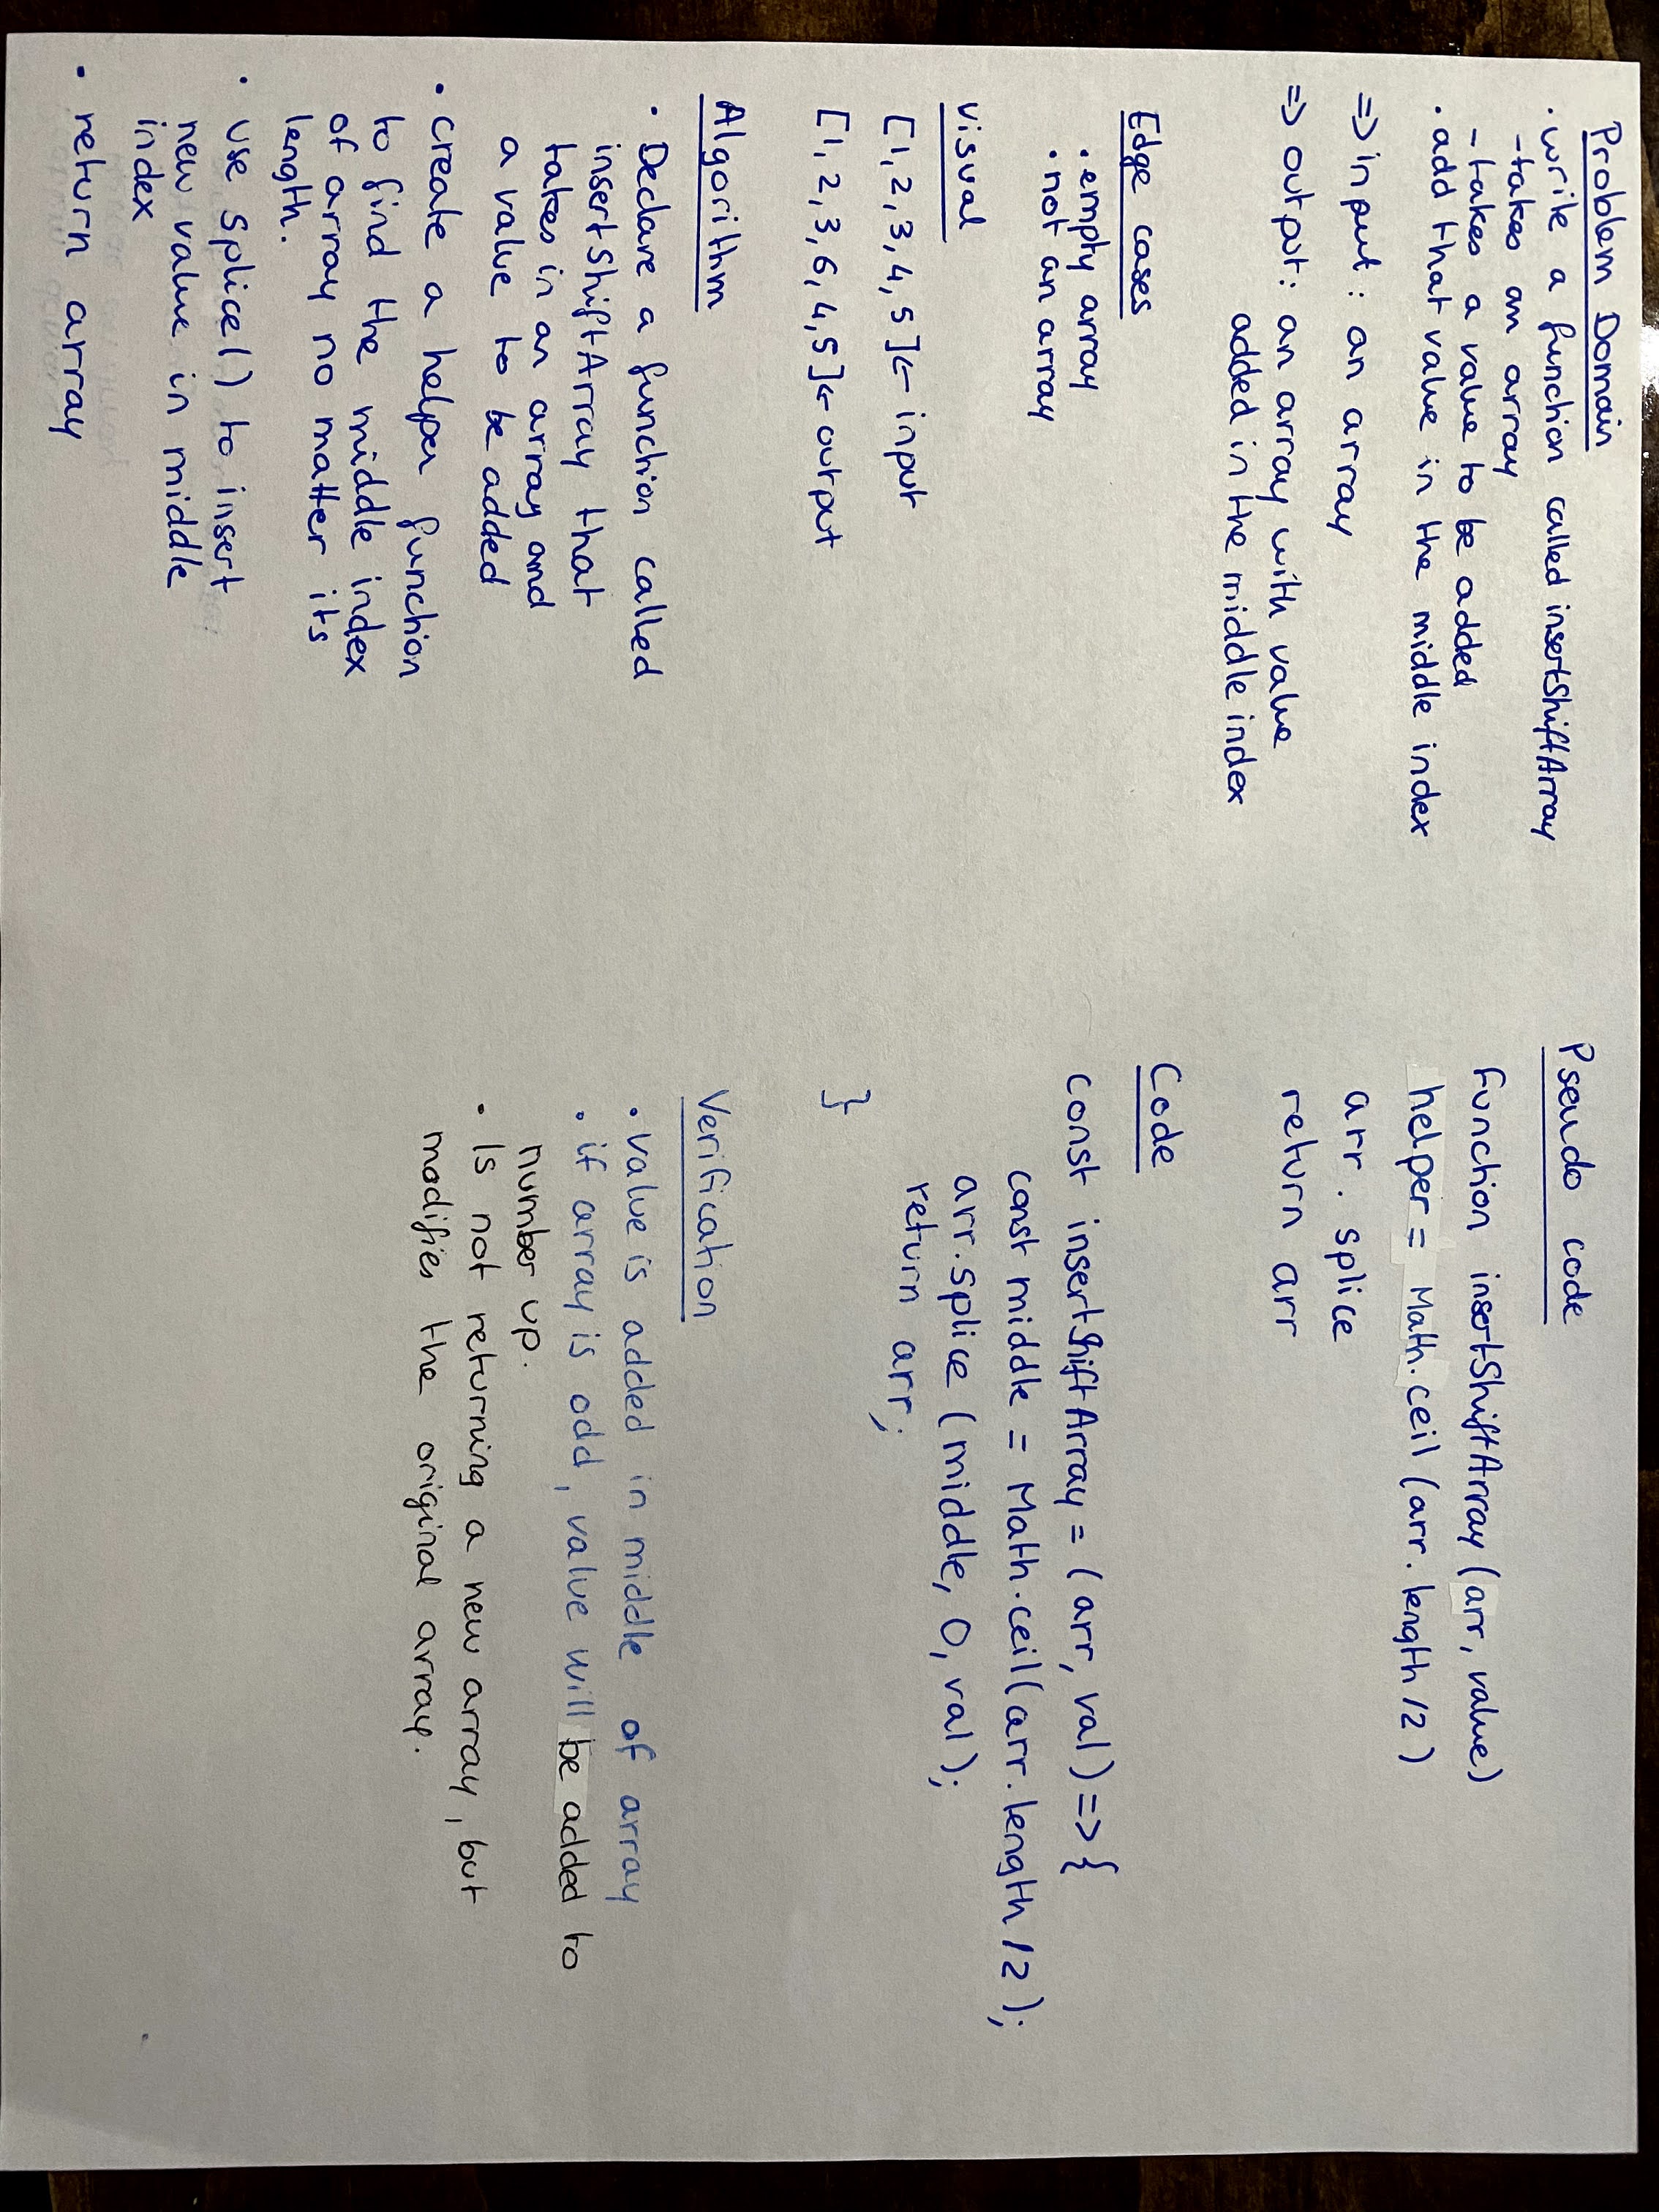 Problem Domain
· write a function called insertShiftArray
-takes an array
-takes a value to be added
· add that value in the middle index
=> input: an array
=> output: an array with value
added in the middle index
Edge cases
· empty array
· not an array
Visual
[1, 2, 3, 4, 5] <- input
[1, 2, 3, 6, 4, 5] <- output
Algorithm
· Declare a function called
insertShiftArray that
takes in an array and
a value to be added
· create a helper function
to find the middle index
of array no matter its
length.
· use splice() to insert
new value in middle
index
· return array
Pseudo code
function insertShiftArray (arr, value)
helper = Math.ceil (arr.length/2)
arr.splice
return arr
Code
const insertShiftArray = (arr, val) => {
const middle = Math.ceil(arr.length/2);
arr.splice (middle, 0, val);
return arr;
}
Verification
· value is added in middle of array
· if array is odd, value will be added to
number up.
· Is not returning a new array, but
modifies the original array.